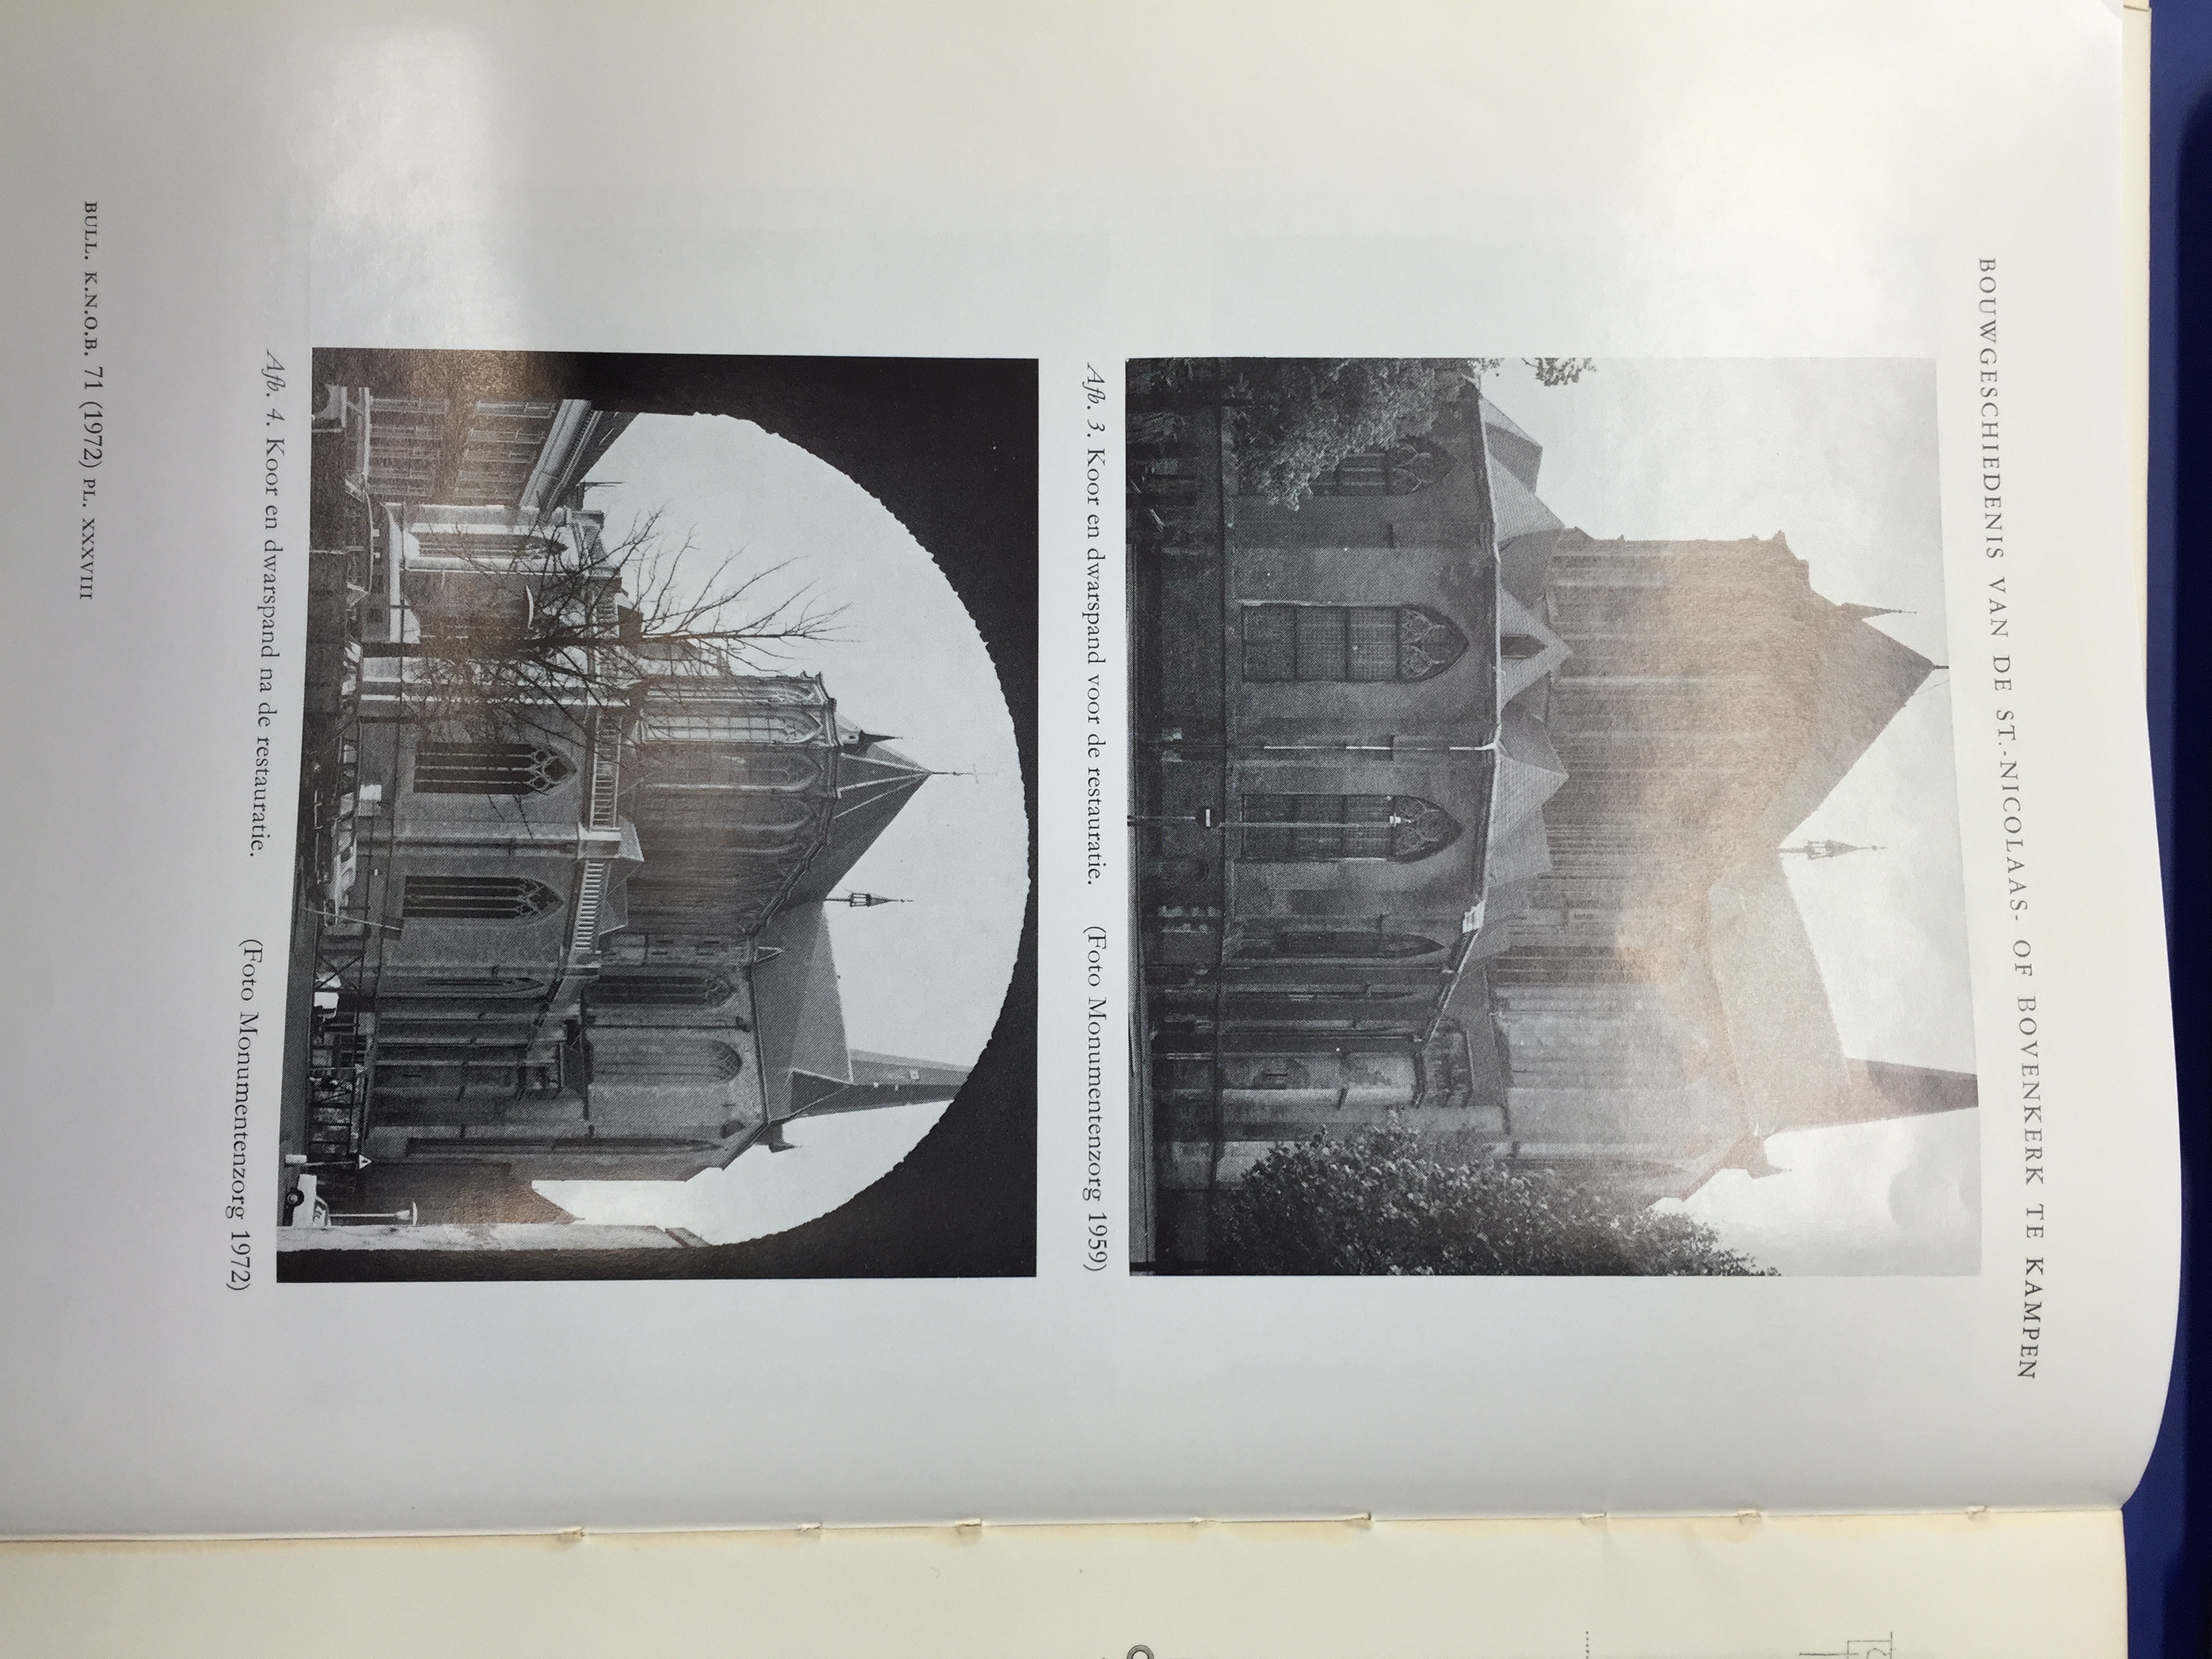 BOUWGESCHIEDENIS VAN DE ST.-NICOLAAS- OF BOVENKERK TE KAMPEN
Afb. 3. Koor en dwarspand voor de restauratie. (Foto Monumentenzorg 1959)
Afb. 4. Koor en dwarspand na de restauratie. (Foto Monumentenzorg 1972)
BULL. K.N.O.B. 71 (1972) PL. XXXVIII